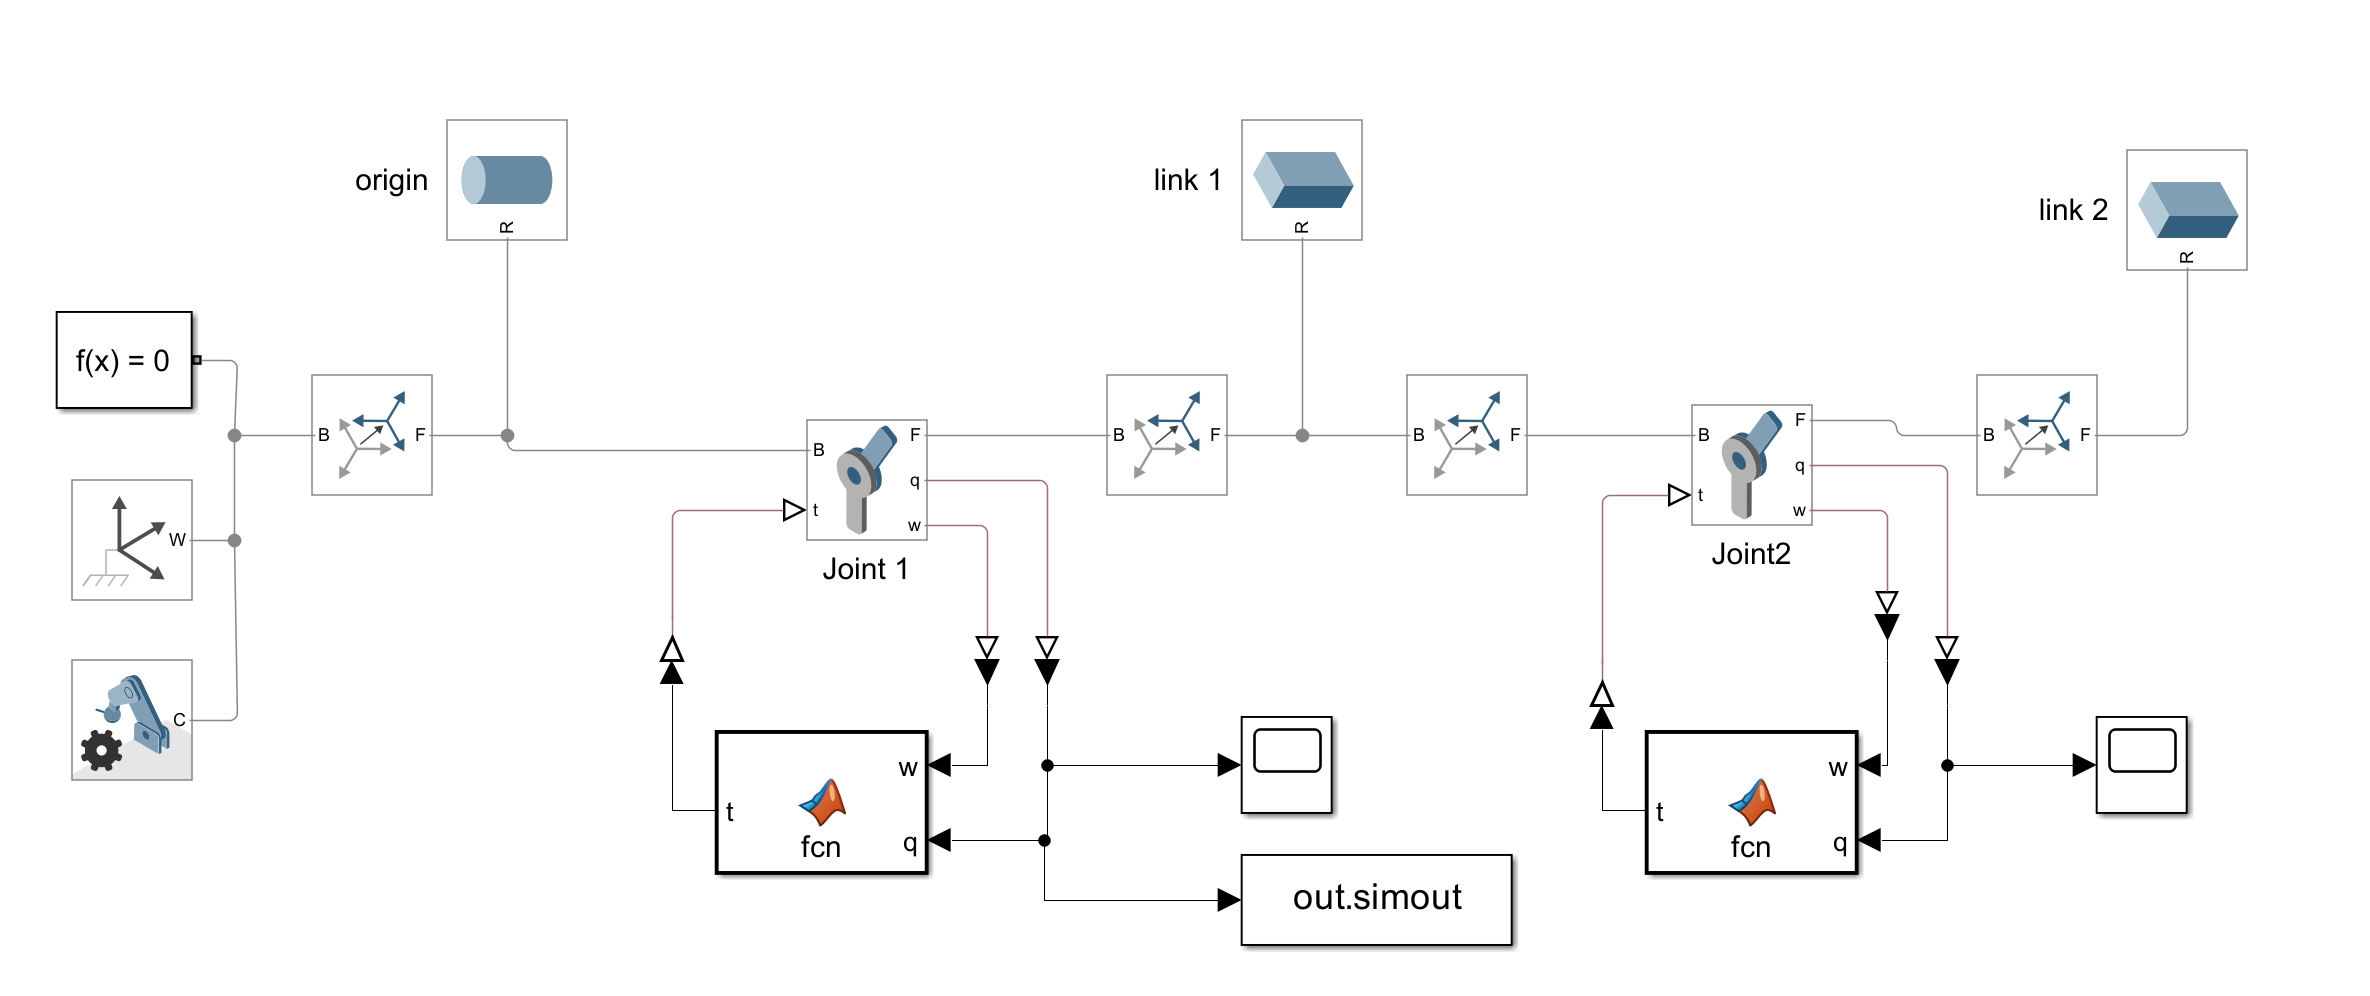 origin
R
link 1
R
link 2
R
f(x) = 0
B
F
W
C
B
F
q
w
t
Joint 1
B
F
B
F
B
F
q
w
t
Joint2
B
F
w
q
t
fcn
out.simout
w
q
t
fcn